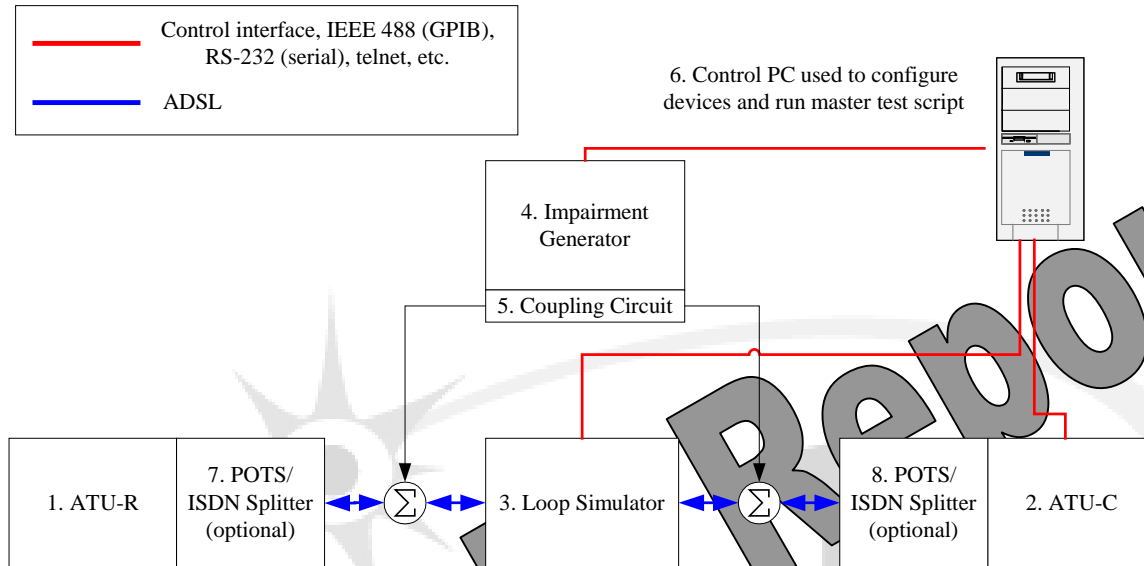 Control interface, IEEE 488 (GPIB),
RS-232 (serial), telnet, etc.
ADSL
6. Control PC used to configure
devices and run master test script
4. Impairment
Generator
5. Coupling Circuit
1. ATU-R
7. POTS/
ISDN Splitter
(optional)
Σ
3. Loop Simulator
Σ
8. POTS/
ISDN Splitter
(optional)
2. ATU-C